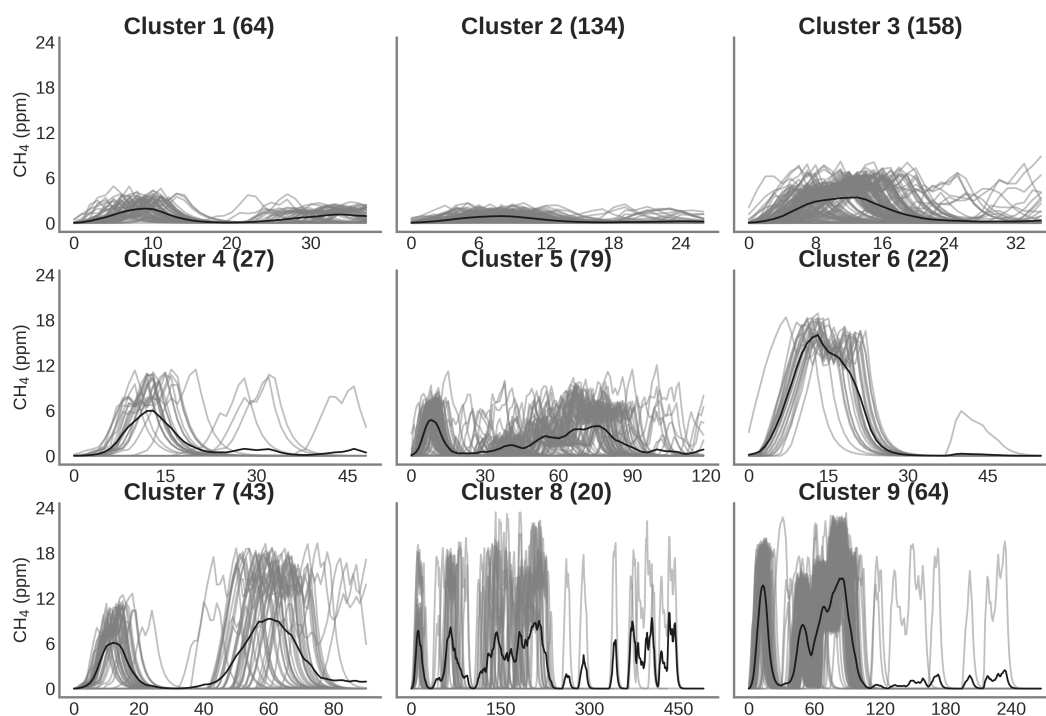 Cluster 1 (64)
Cluster 2 (134)
Cluster 3 (158)
CH4 (ppm)
24
18
12
6
0
0 10 20 30
0 6 12 18 24
0 8 16 24 32
Cluster 4 (27)
Cluster 5 (79)
Cluster 6 (22)
CH4 (ppm)
24
18
12
6
0
0 15 30 45
0 30 60 90 120
0 15 30 45
Cluster 7 (43)
Cluster 8 (20)
Cluster 9 (64)
CH4 (ppm)
24
18
12
6
0
0 20 40 60 80
0 150 300 450
0 60 120 180 240